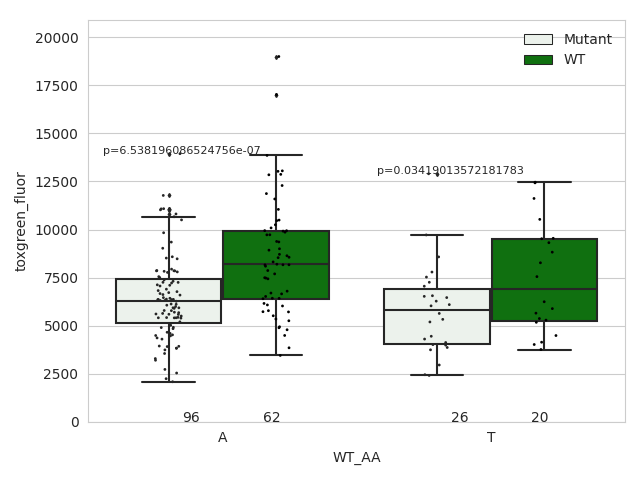 20000
17500
15000
12500
10000
7500
5000
2500
0
toxgreen_fluor
Mutant
WT
p=6.538196086524756e-07
p=0.03419013572181783
96
62
26
20
A
T
WT_AA